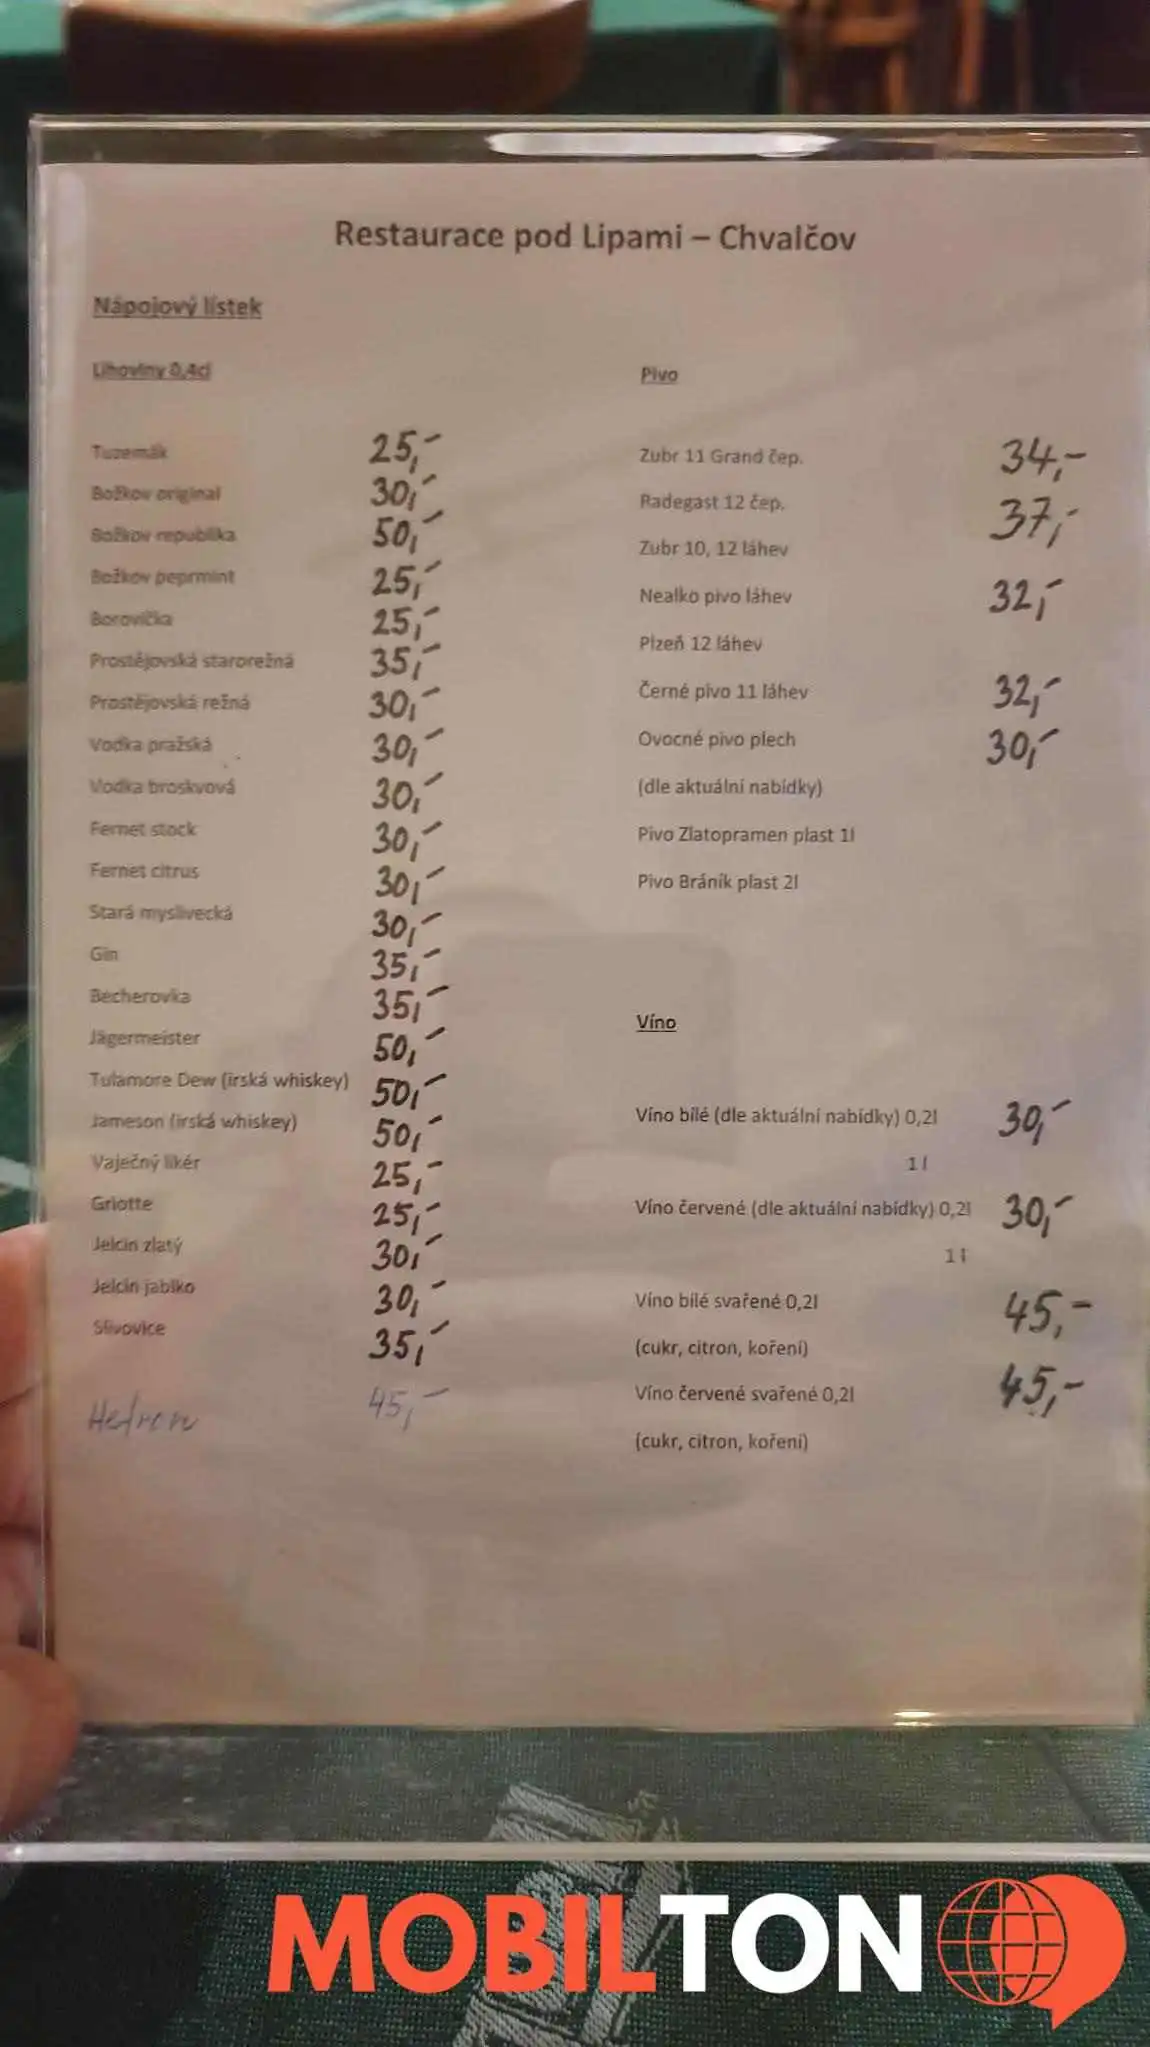 Restaurace pod Lipami – Chvalčov
Nápojový lístek
Lihoviny 0,4cl
Tuzemák 25,-
Božkov original 30,-
Božkov republika 50,-
Božkov peprmint 25,-
Borovička 25,-
Prostějovská starorežná 35,-
Prostějovská režná 30,-
Vodka pražská 30,-
Vodka broskvová 30,-
Fernet stock 30,-
Fernet citrus 30,-
Stará myslivecká 30,-
Gin 35,-
Becherovka 35,-
Jägermeister 50,-
Tulamore Dew (irská whiskey) 50,-
Jameson (irská whiskey) 50,-
Vaječný likér 25,-
Griotte 25,-
Jelcin zlatý 30,-
Jelcin jablko 30,-
Slivovice 35,-
45,-
Pivo
Zubr 11 Grand čep. 34,-
Radegast 12 čep. 37,-
Zubr 10, 12 láhev
Nealko pivo láhev 32,-
Plzeň 12 láhev
Černé pivo 11 láhev 32,-
Ovocné pivo plech 30,-
(dle aktuální nabídky)
Pivo Zlatopramen plast 1l
Pivo Bráník plast 2l
Víno
Víno bílé (dle aktuální nabídky) 0,2l 30,-
1 l
Víno červené (dle aktuální nabídky) 0,2l 30,-
1 l
Víno bílé svařené 0,2l 45,-
(cukr, citron, koření)
Víno červené svařené 0,2l 45,-
(cukr, citron, koření)
MOBILTON